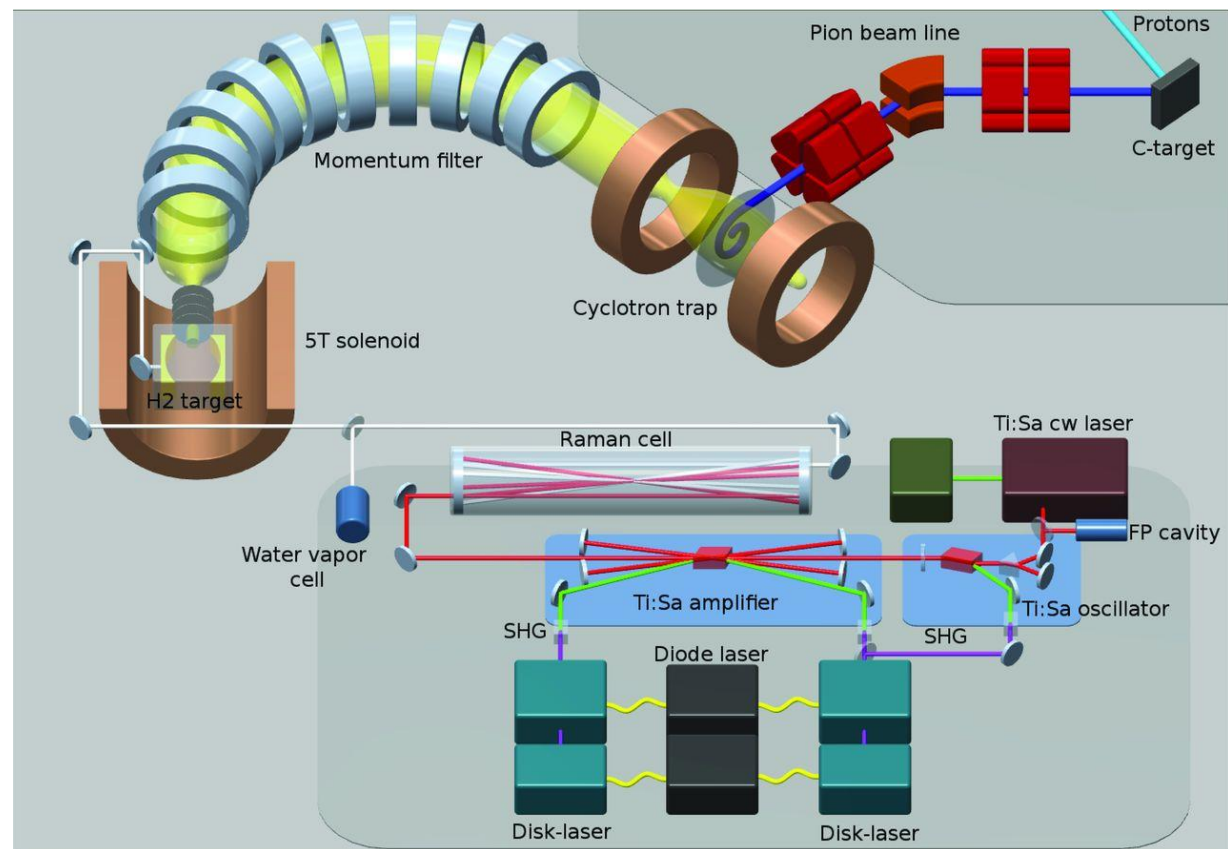 Protons
Pion beam line
C-target
Momentum filter
Cyclotron trap
5T solenoid
H2 target
Raman cell
Ti:Sa cw laser
FP cavity
Water vapor
cell
Ti:Sa amplifier
Ti:Sa oscillator
SHG
SHG
Diode laser
Disk-laser
Disk-laser